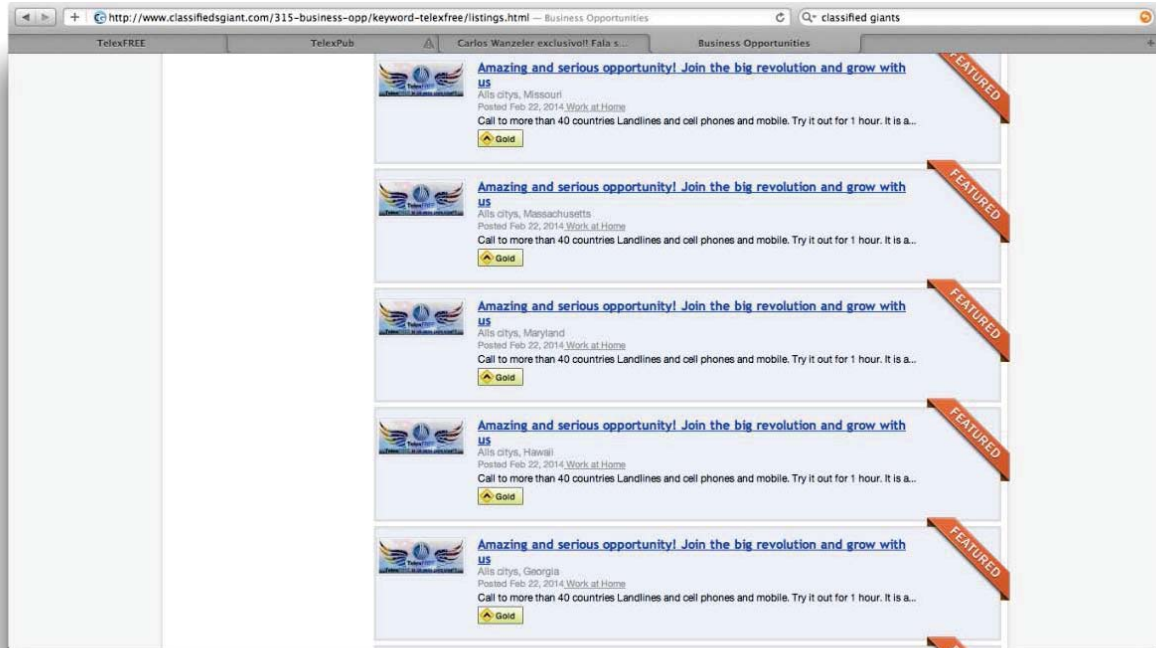 http://www.classifiedsgiant.com/315-business-opp/keyword-telexfree/listings.html — Business Opportunities
classified giants
TelexFREE
TelexPub
Carlos Wanzeler exclusivo!! Fala s...
Business Opportunities
Amazing and serious opportunity! Join the big revolution and grow with
us
Alls citys, Missouri
Posted Feb 22, 2014 Work at Home
Call to more than 40 countries Landlines and cell phones and mobile. Try it out for 1 hour. It is a...
Gold
FEATURED
Amazing and serious opportunity! Join the big revolution and grow with
us
Alls citys, Massachusetts
Posted Feb 22, 2014 Work at Home
Call to more than 40 countries Landlines and cell phones and mobile. Try it out for 1 hour. It is a...
Gold
FEATURED
Amazing and serious opportunity! Join the big revolution and grow with
us
Alls citys, Maryland
Posted Feb 22, 2014 Work at Home
Call to more than 40 countries Landlines and cell phones and mobile. Try it out for 1 hour. It is a...
Gold
FEATURED
Amazing and serious opportunity! Join the big revolution and grow with
us
Alls citys, Hawaii
Posted Feb 22, 2014 Work at Home
Call to more than 40 countries Landlines and cell phones and mobile. Try it out for 1 hour. It is a...
Gold
FEATURED
Amazing and serious opportunity! Join the big revolution and grow with
us
Alls citys, Georgia
Posted Feb 22, 2014 Work at Home
Call to more than 40 countries Landlines and cell phones and mobile. Try it out for 1 hour. It is a...
Gold
FEATURED